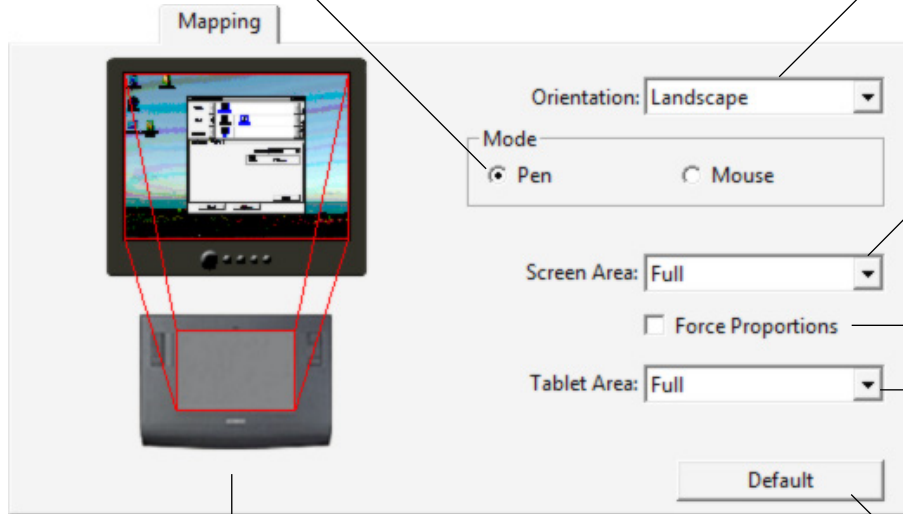 Mapping
Orientation: Landscape
Mode
Pen Mouse
Screen Area: Full
Force Proportions
Tablet Area: Full
Default